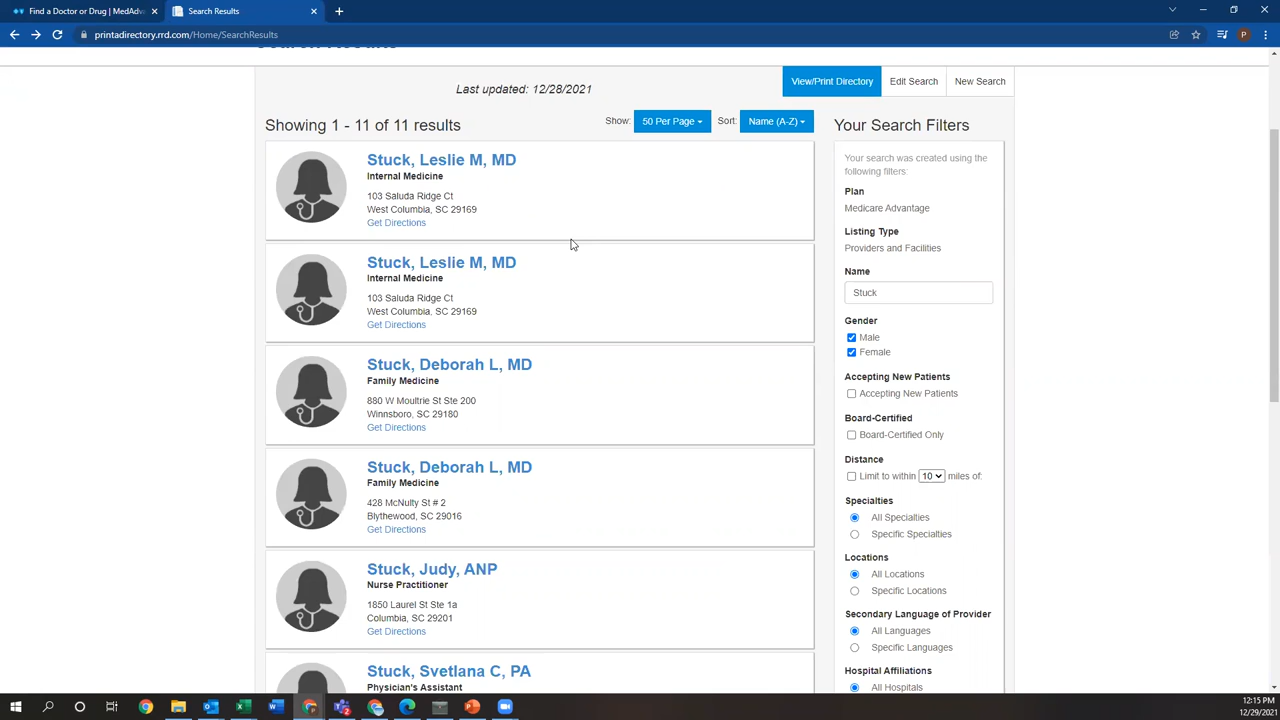 Find a Doctor or Drug | MedAdv
Search Results
printadirectory.rrd.com/Home/SearchResults
P
Last updated: 12/28/2021
View/Print Directory
Edit Search
New Search
Showing 1 - 11 of 11 results
Show:
50 Per Page
Sort:
Name (A-Z)
Stuck, Leslie M, MD
Internal Medicine
103 Saluda Ridge Ct
West Columbia, SC 29169
Get Directions
Stuck, Leslie M, MD
Internal Medicine
103 Saluda Ridge Ct
West Columbia, SC 29169
Get Directions
Stuck, Deborah L, MD
Family Medicine
880 W Moultrie St Ste 200
Winnsboro, SC 29180
Get Directions
Stuck, Deborah L, MD
Family Medicine
428 McNulty St # 2
Blythewood, SC 29016
Get Directions
Stuck, Judy, ANP
Nurse Practitioner
1850 Laurel St Ste 1a
Columbia, SC 29201
Get Directions
Stuck, Svetlana C, PA
Physician's Assistant
Your Search Filters
Your search was created using the
following filters:
Plan
Medicare Advantage
Listing Type
Providers and Facilities
Name
Stuck
Gender
Male
Female
Accepting New Patients
Accepting New Patients
Board-Certified
Board-Certified Only
Distance
Limit to within 10 miles of:
Specialties
All Specialties
Specific Specialties
Locations
All Locations
Specific Locations
Secondary Language of Provider
All Languages
Specific Languages
Hospital Affiliations
All Hospitals
12:15 PM
12/29/2021